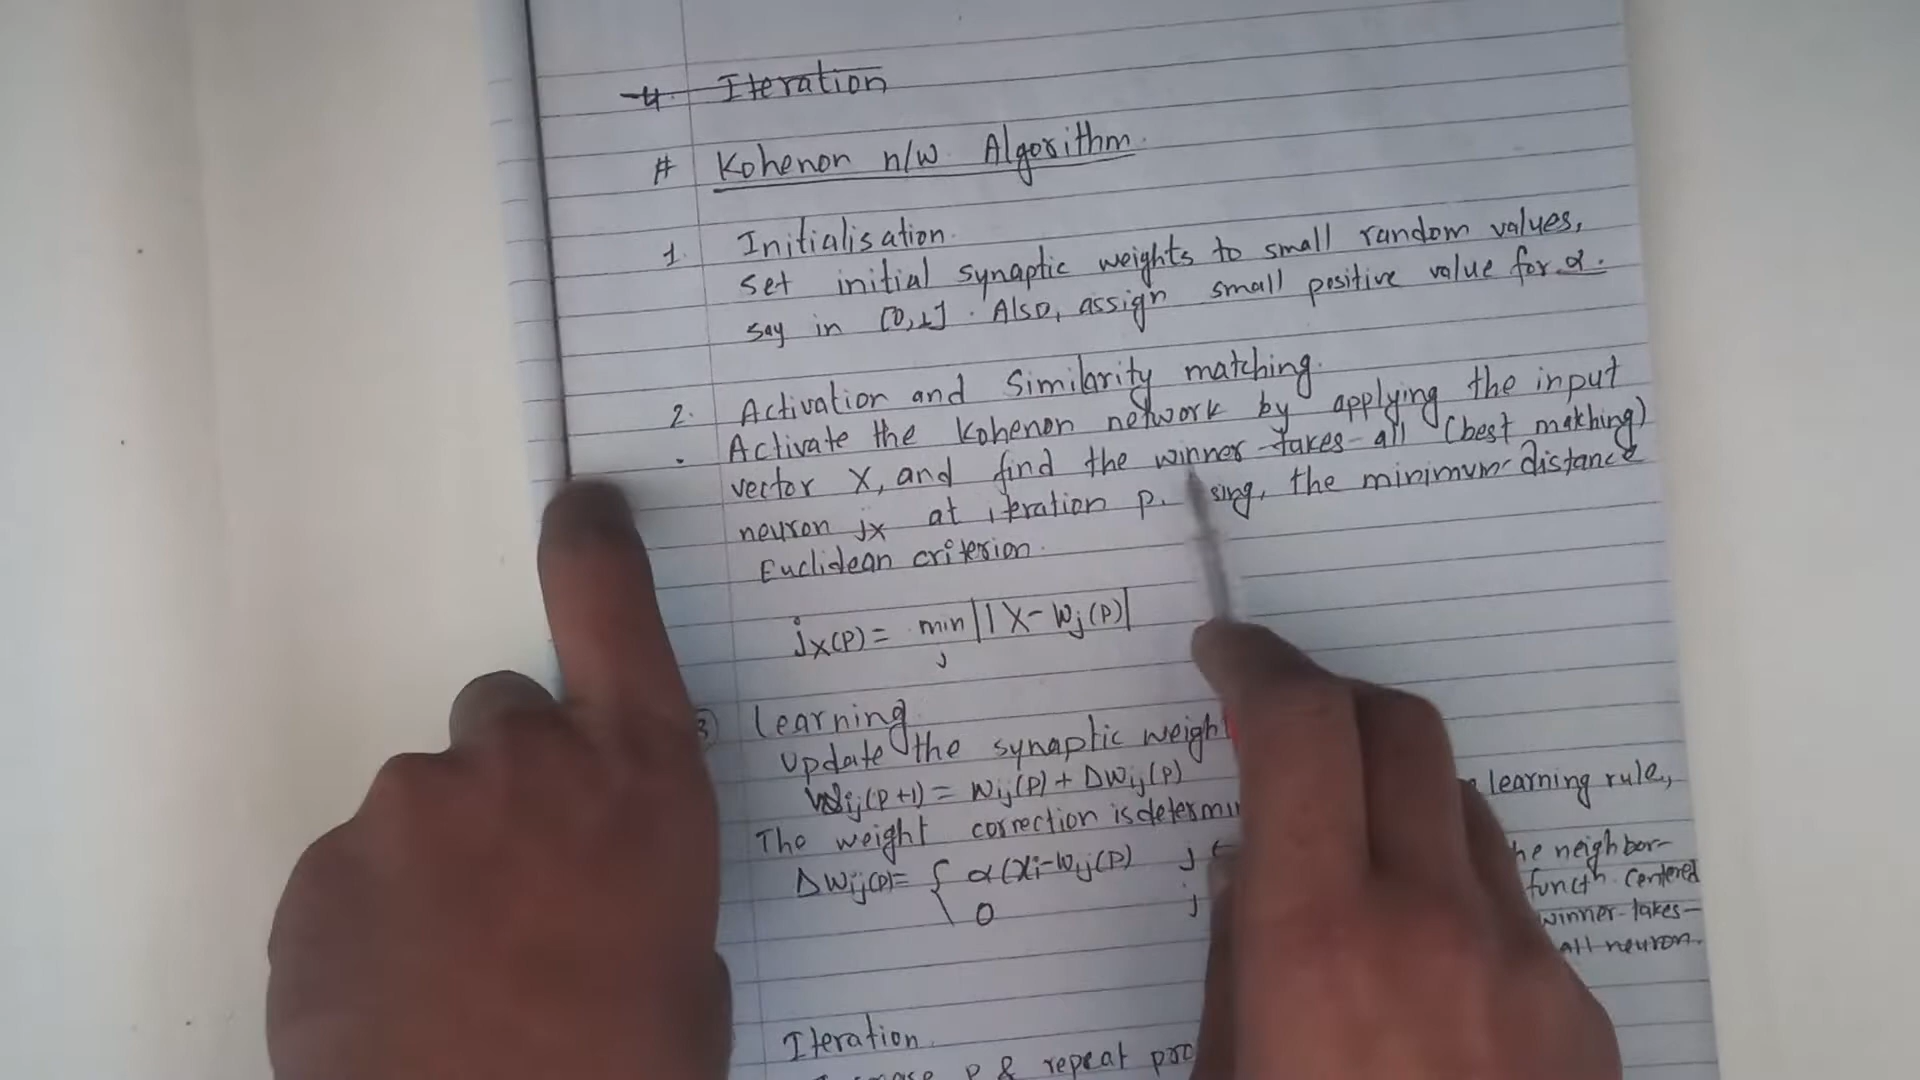 4. Iteration
# Kohenon n/w Algorithm.
1. Initialisation.
set initial synaptic weights to small random values,
say in [0,1]. Also, assign small positive value for α.
2. Activation and Similarity matching.
Activate the Kohenon network by applying the input
vector X, and find the winner-takes-all (best matching)
neuron jx at iteration p. sing, the minimum-distance
Euclidean criterion.
jx(p) = min || X - Wj(p)|
j
3 Learning
Update the synaptic weight
Wij(p+1) = Wij(p) + ΔWij(p)
learning rule,
The weight correction is determi
ΔWij(p)= { α(xi-Wij(p) j
he neighbor-
functn. centered
0 j
winner-takes-
all neuron.
Iteration.
p & repeat